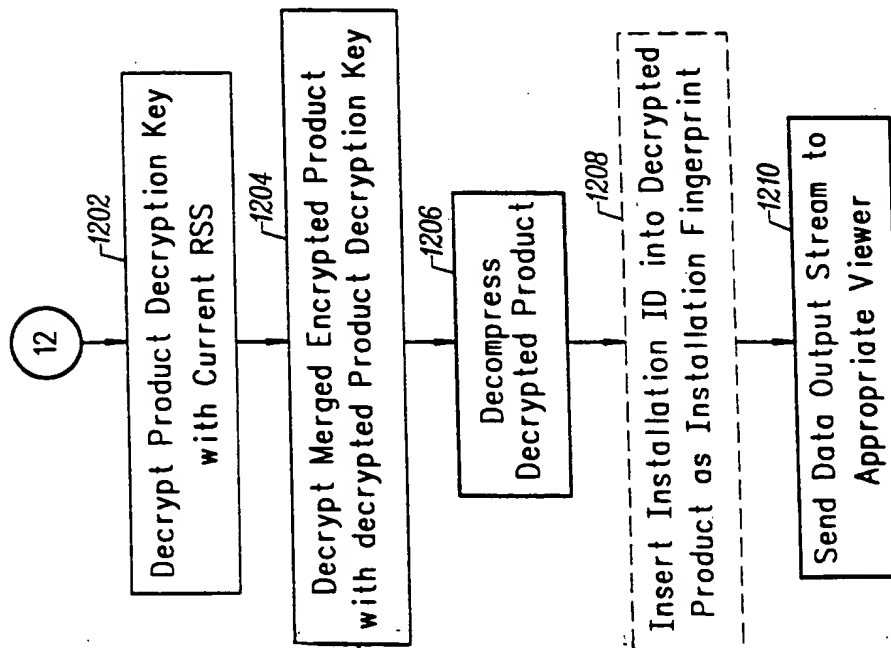 12
1202
Decrypt Product Decryption Key
with Current RSS
1204
Decrypt Merged Encrypted Product
with decrypted Product Decryption Key
1206
Decompress
Decrypted Product
1208
Insert Installation ID into Decrypted
Product as Installation Fingerprint
1210
Send Data Output Stream to
Appropriate Viewer